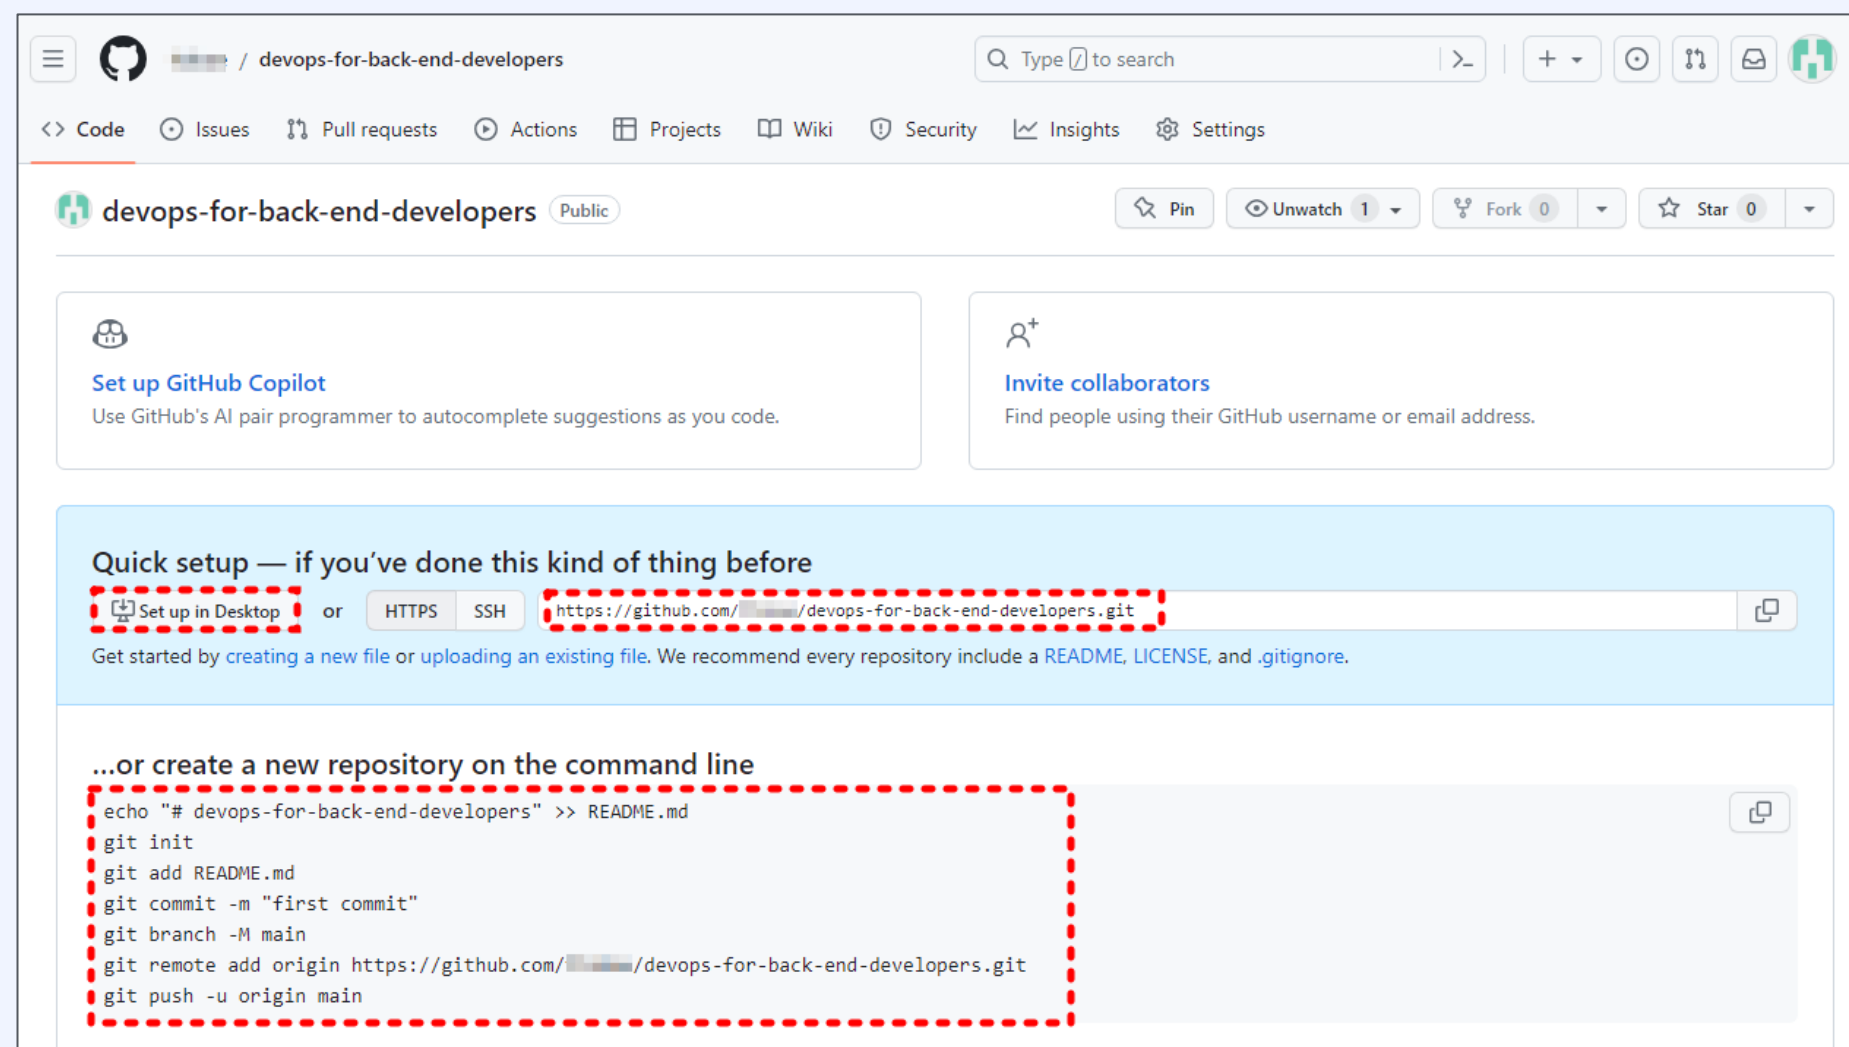 / devops-for-back-end-developers
Type / to search
Code Issues Pull requests Actions Projects Wiki Security Insights Settings
devops-for-back-end-developers Public
Pin Unwatch 1 Fork 0 Star 0
Set up GitHub Copilot
Use GitHub's AI pair programmer to autocomplete suggestions as you code.
Invite collaborators
Find people using their GitHub username or email address.
Quick setup — if you’ve done this kind of thing before
Set up in Desktop or HTTPS SSH https://github.com/ /devops-for-back-end-developers.git
Get started by creating a new file or uploading an existing file. We recommend every repository include a README, LICENSE, and .gitignore.
…or create a new repository on the command line
echo "# devops-for-back-end-developers" >> README.md
git init
git add README.md
git commit -m "first commit"
git branch -M main
git remote add origin https://github.com/ /devops-for-back-end-developers.git
git push -u origin main